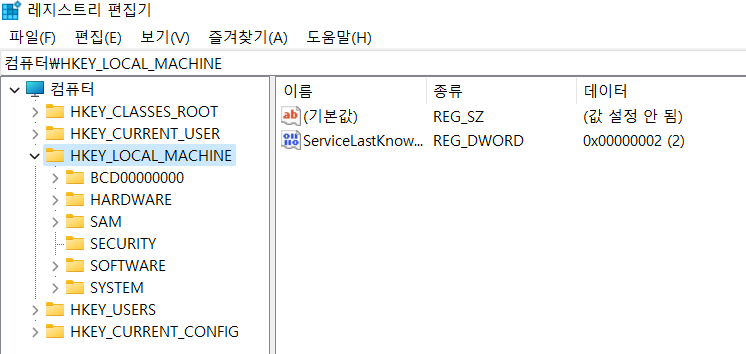 레지스트리 편집기
파일(F) 편집(E) 보기(V) 즐겨찾기(A) 도움말(H)
컴퓨터₩HKEY_LOCAL_MACHINE
컴퓨터
HKEY_CLASSES_ROOT
HKEY_CURRENT_USER
HKEY_LOCAL_MACHINE
BCD00000000
HARDWARE
SAM
SECURITY
SOFTWARE
SYSTEM
HKEY_USERS
HKEY_CURRENT_CONFIG
이름 종류 데이터
(기본값) REG_SZ (값 설정 안 됨)
ServiceLastKnow... REG_DWORD 0x00000002 (2)